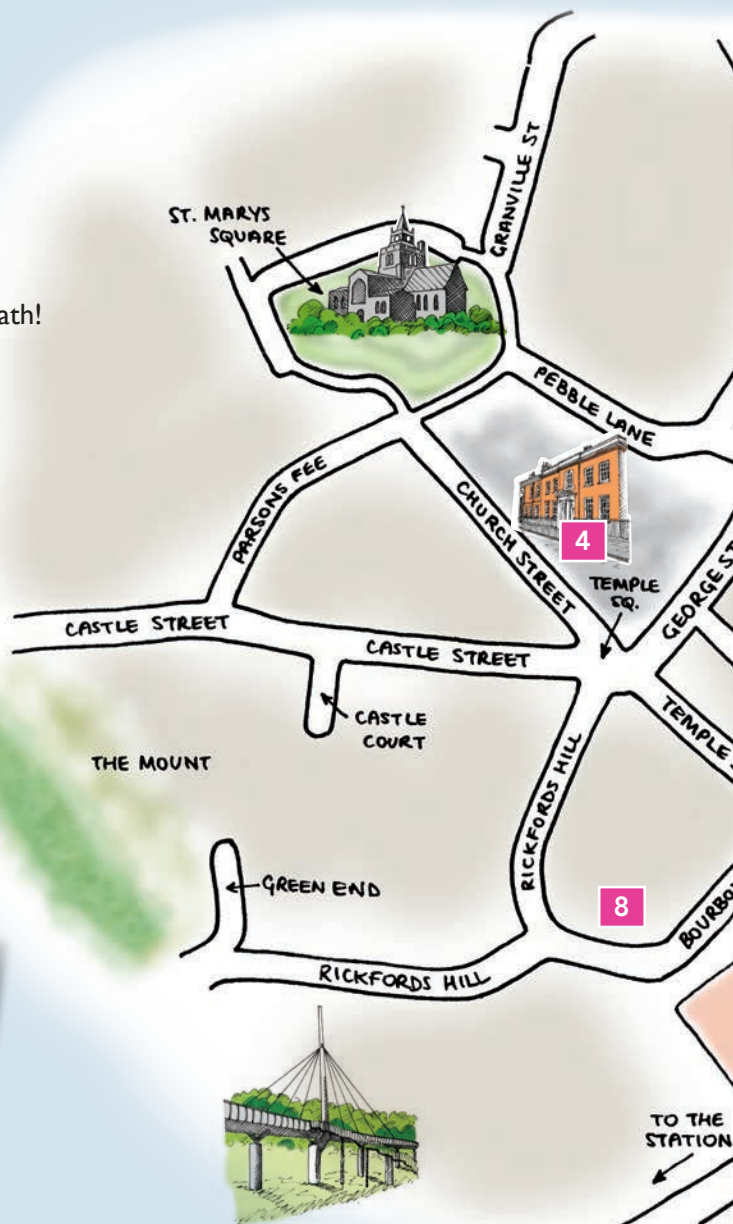 GRANVILLE ST
ST. MARYS
SQUARE
ath!
PEBBLE LANE
PARSONS FEE
CHURCH STREET
4
TEMPLE
SQ.
GEORGE ST
CASTLE STREET
CASTLE STREET
CASTLE
COURT
TEMPLE S
THE MOUNT
RICKFORDS HILL
GREEN END
8
BOURBO
RICKFORDS HILL
TO THE
STATION